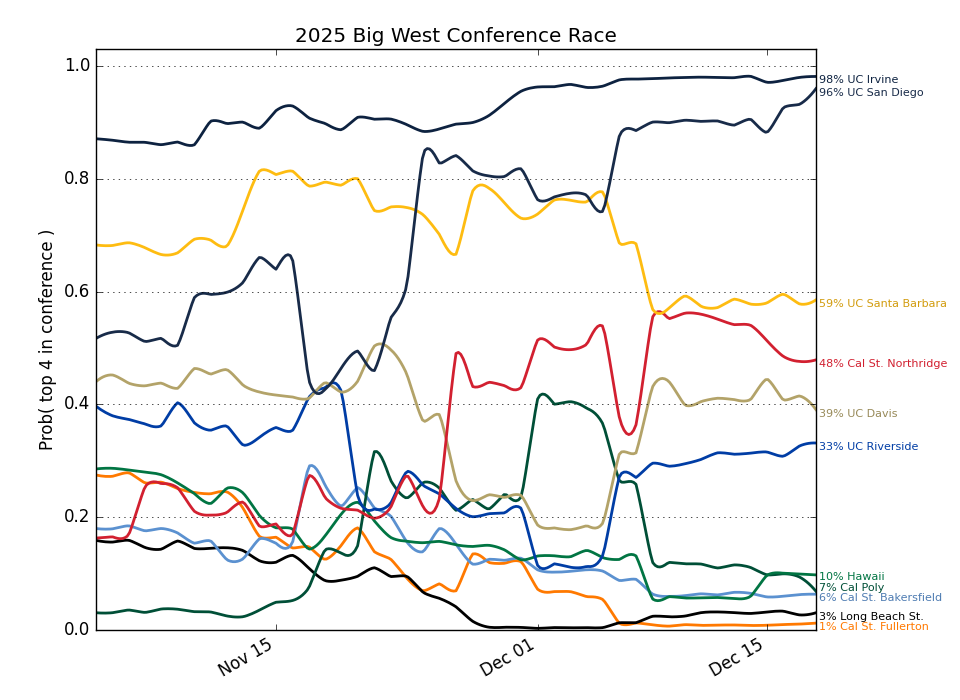 2025 Big West Conference Race
Prob( top 4 in conference )
1.0
0.8
0.6
0.4
0.2
0.0
Nov 15
Dec 01
Dec 15
98% UC Irvine
96% UC San Diego
59% UC Santa Barbara
48% Cal St. Northridge
39% UC Davis
33% UC Riverside
10% Hawaii
7% Cal Poly
6% Cal St. Bakersfield
3% Long Beach St.
1% Cal St. Fullerton